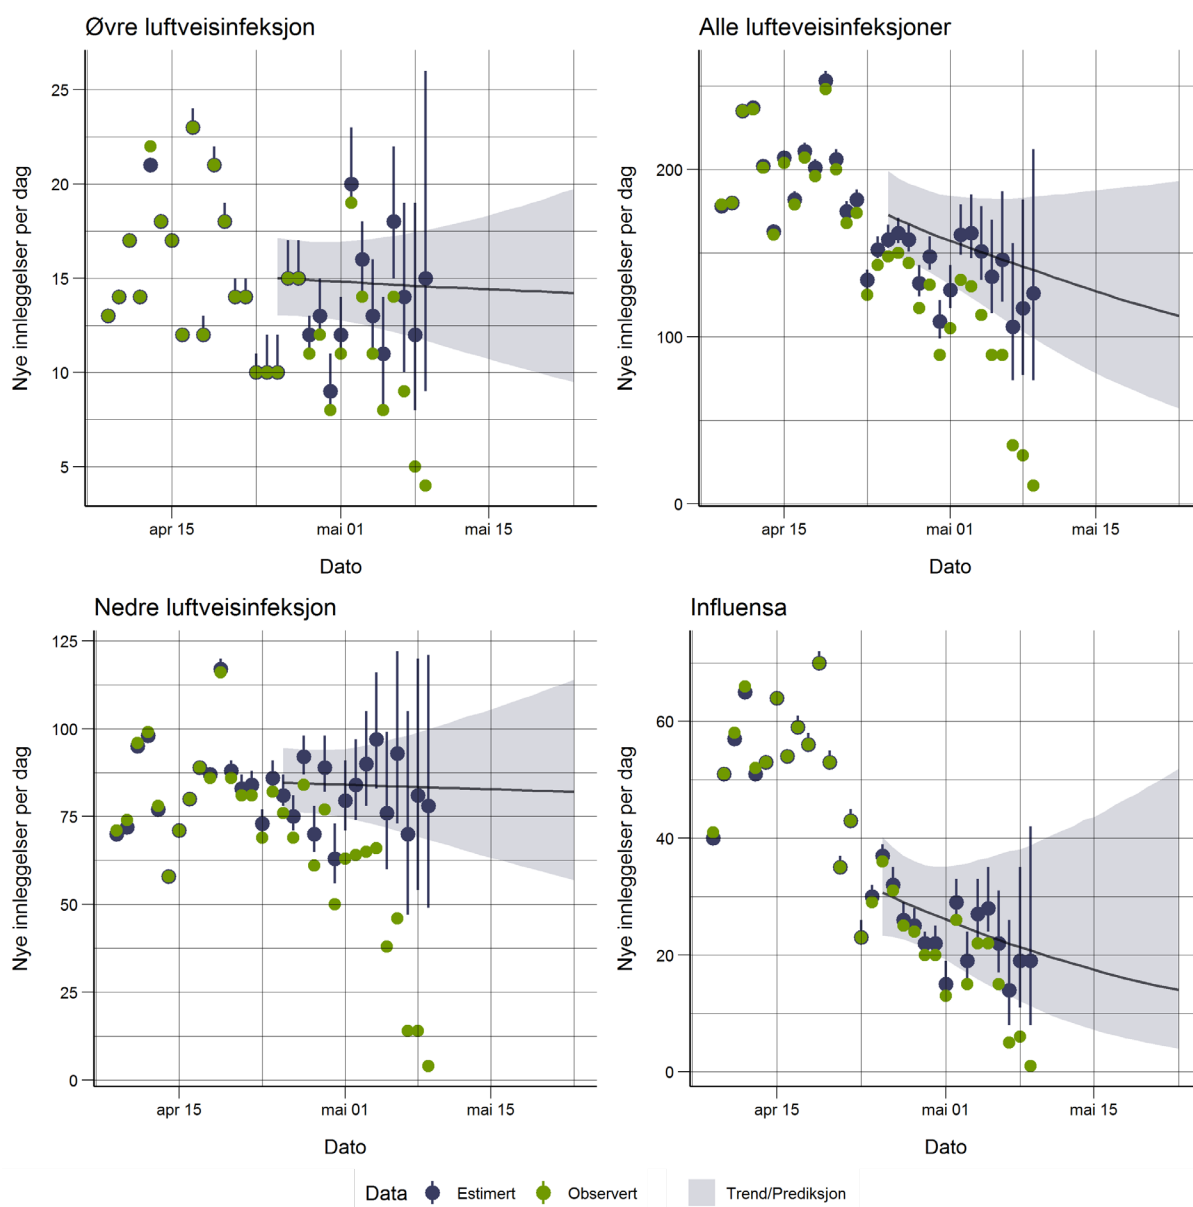 Øvre luftveisinfeksjon
Nye innleggelser per dag
25
20
15
10
5
apr 15
mai 01
mai 15
Dato
Alle lufteveisinfeksjoner
Nye innleggelser per dag
200
100
0
apr 15
mai 01
mai 15
Dato
Nedre luftveisinfeksjon
Nye innleggelser per dag
125
100
75
50
25
0
apr 15
mai 01
mai 15
Dato
Influensa
Nye innleggelser per dag
60
40
20
0
apr 15
mai 01
mai 15
Dato
Data Estimert Observert Trend/Prediksjon